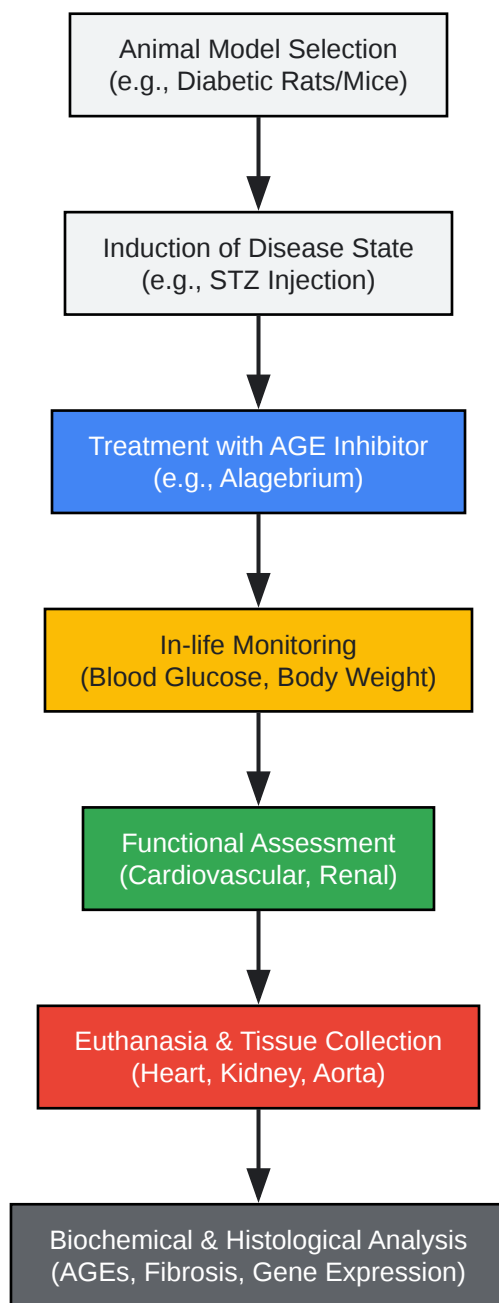 Animal Model Selection
(e.g., Diabetic Rats/Mice)
Induction of Disease State
(e.g., STZ Injection)
Treatment with AGE Inhibitor
(e.g., Alagebrium)
In-life Monitoring
(Blood Glucose, Body Weight)
Functional Assessment
(Cardiovascular, Renal)
Euthanasia & Tissue Collection
(Heart, Kidney, Aorta)
Biochemical & Histological Analysis
(AGEs, Fibrosis, Gene Expression)